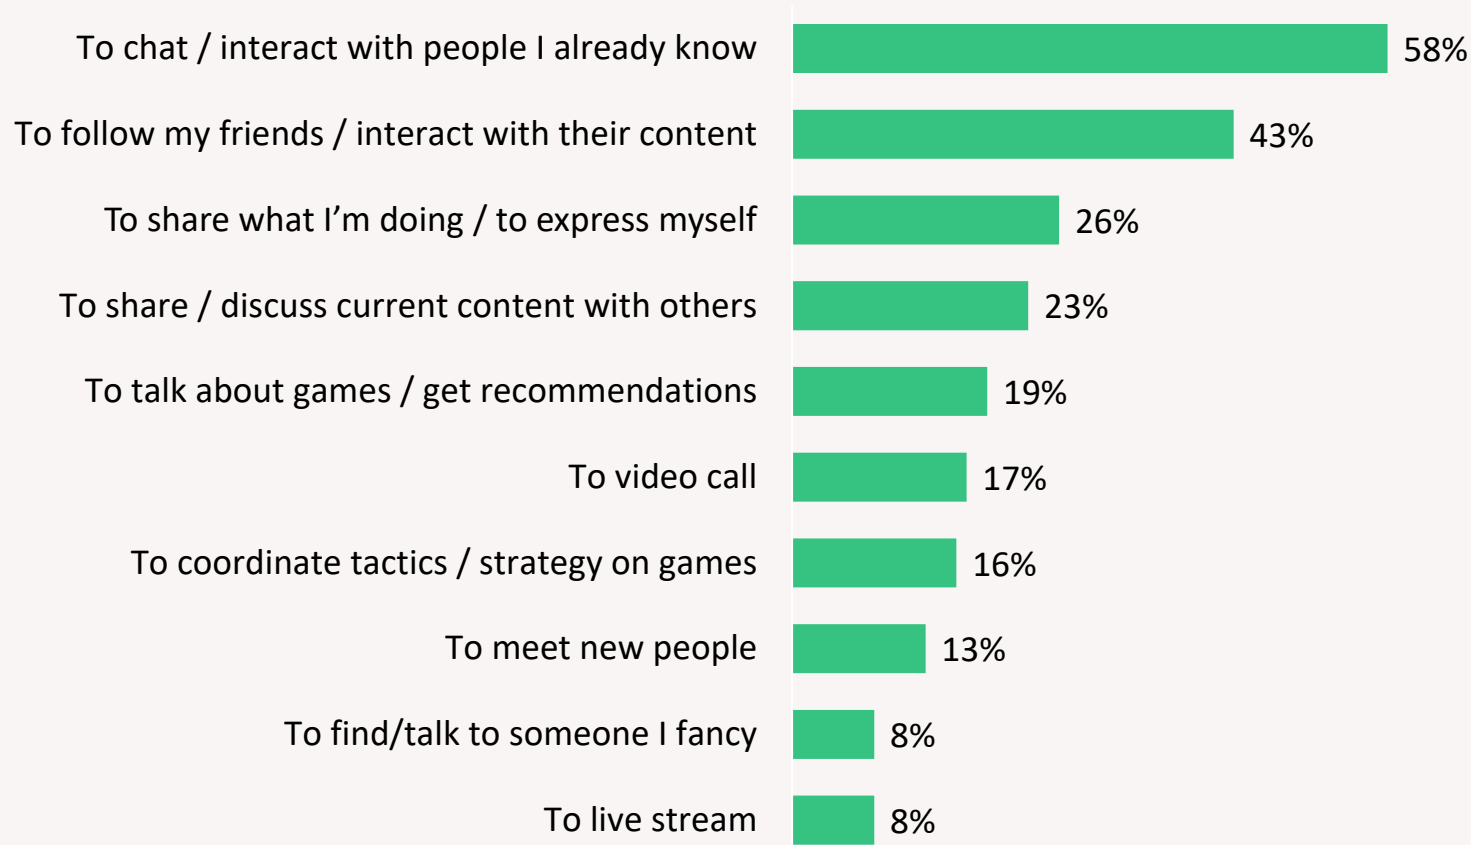 To chat / interact with people I already know 58%
To follow my friends / interact with their content 43%
To share what I’m doing / to express myself 26%
To share / discuss current content with others 23%
To talk about games / get recommendations 19%
To video call 17%
To coordinate tactics / strategy on games 16%
To meet new people 13%
To find/talk to someone I fancy 8%
To live stream 8%